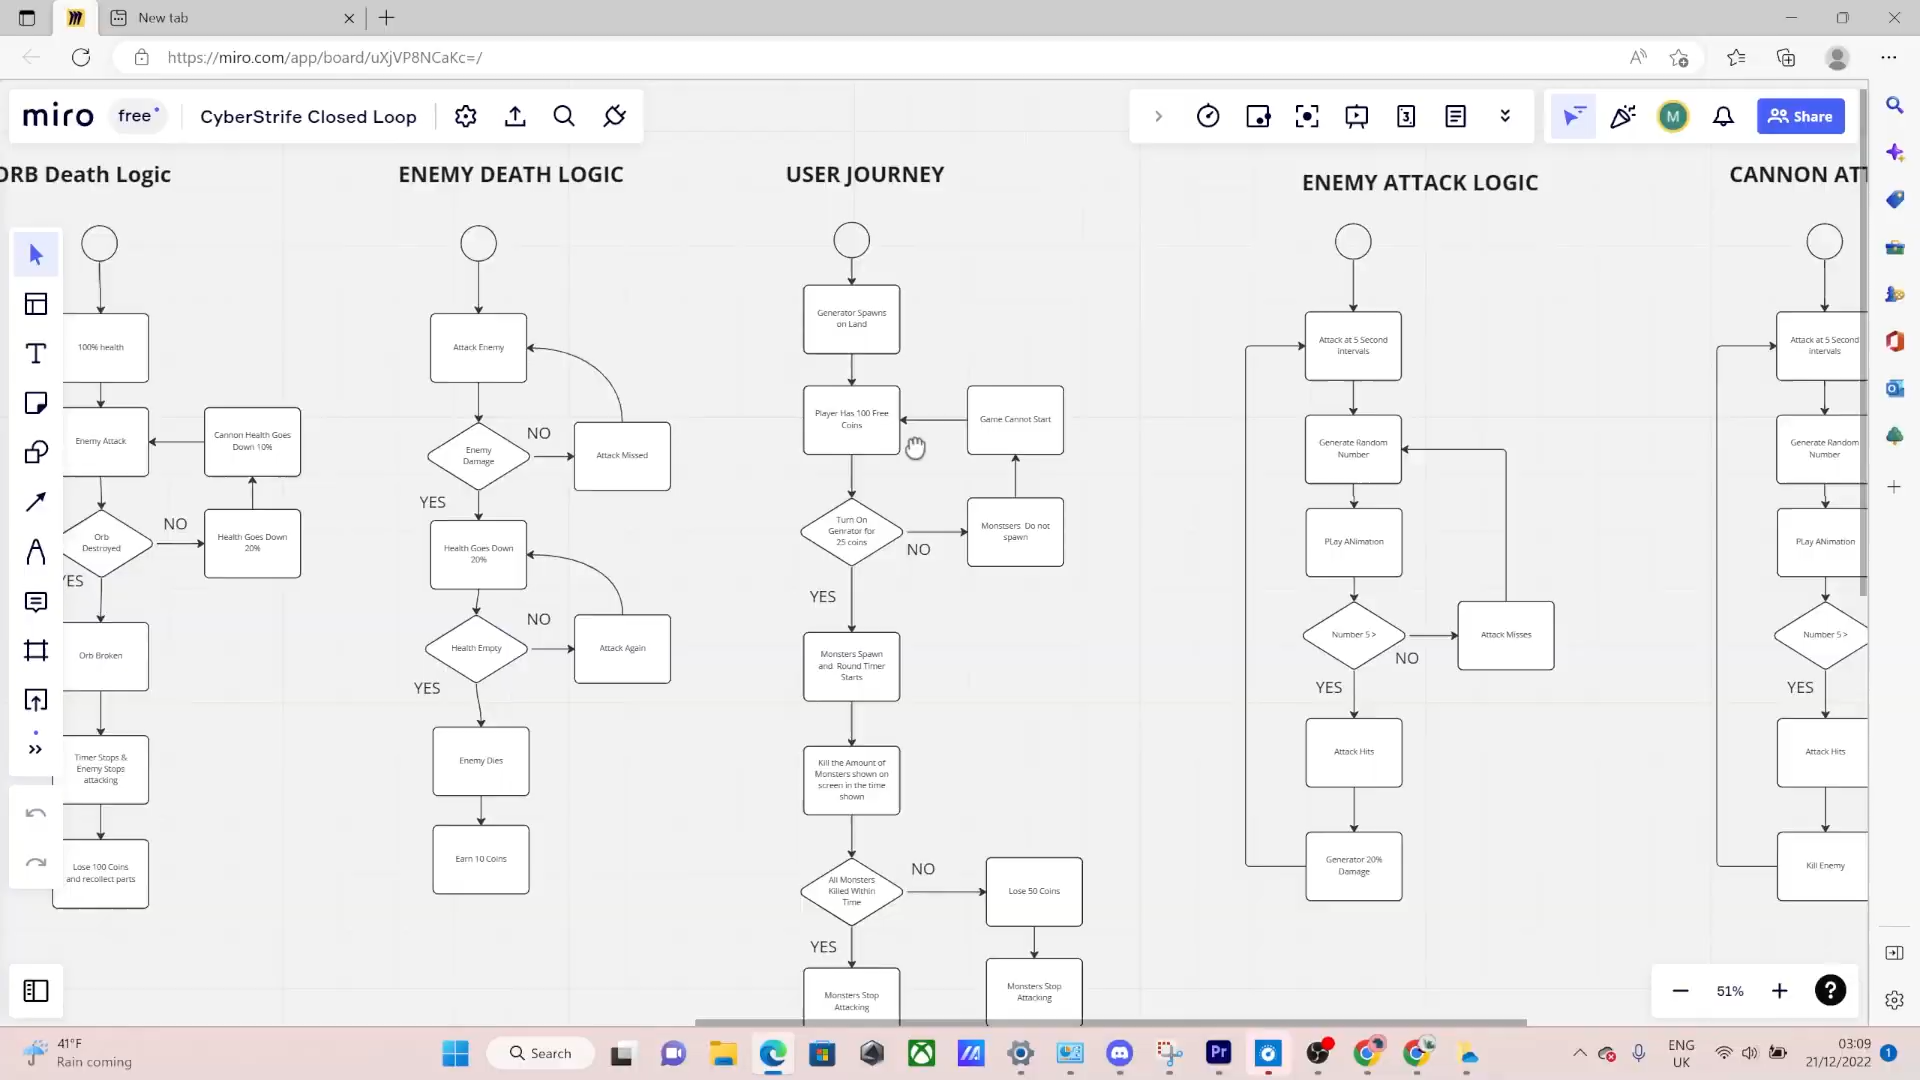 New tab
https://miro.com/app/board/uXjVP8NCaKc=/
miro
free
CyberStrife Closed Loop
3
M
Share
ORB Death Logic
100% health
Enemy Attack
Cannon Health Goes
Down 10%
Orb
Destroyed
NO
Health Goes Down
20%
YES
Orb Broken
Timer Stops &
Enemy Stops
attacking
Lose 100 Coins
and recollect parts
ENEMY DEATH LOGIC
Attack Enemy
Enemy
Damage
NO
Attack Missed
YES
Health Goes Down
20%
Health Empty
NO
Attack Again
YES
Enemy Dies
Earn 10 Coins
USER JOURNEY
Generator Spawns
on Land
Player Has 100 Free
Coins
Game Cannot Start
Turn On
Genrator for
25 coins
NO
Monstsers Do not
spawn
YES
Monsters Spawn
and Round Timer
Starts
Kill the Amount of
Monsters shown on
screen in the time
shown
All Monsters
Killed Within
Time
NO
Lose 50 Coins
YES
Monsters Stop
Attacking
Monsters Stop
Attacking
ENEMY ATTACK LOGIC
Attack at 5 Second
intervals
Generate Random
Number
PLay ANimation
Number 5 >
NO
Attack Misses
YES
Attack Hits
Generator 20%
Damage
CANNON ATT
Attack at 5 Second
intervals
Generate Random
Number
PLay ANimation
Number 5 >
YES
Attack Hits
Kill Enemy
51%
?
41°F
Rain coming
Search
Pr
ENG
UK
03:09
21/12/2022
1